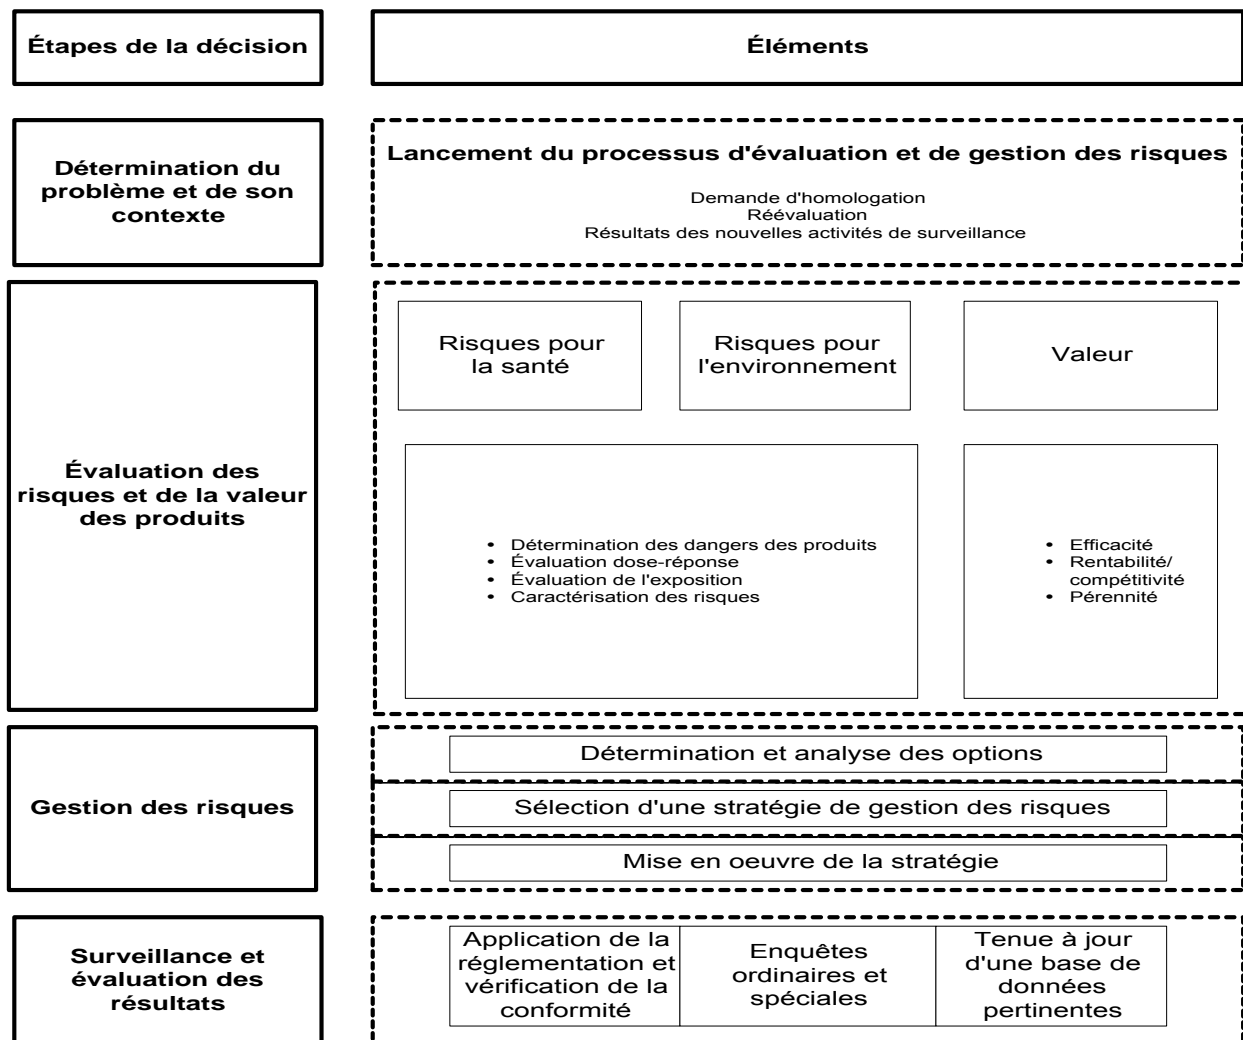 Étapes de la décision
Éléments
Détermination du
problème et de son
contexte
Lancement du processus d'évaluation et de gestion des risques
Demande d'homologation
Réévaluation
Résultats des nouvelles activités de surveillance
Évaluation des
risques et de la valeur
des produits
Risques pour
la santé
Risques pour
l'environnement
Valeur
• Détermination des dangers des produits
• Évaluation dose-réponse
• Évaluation de l'exposition
• Caractérisation des risques
• Efficacité
• Rentabilité/
compétitivité
• Pérennité
Gestion des risques
Détermination et analyse des options
Sélection d'une stratégie de gestion des risques
Mise en oeuvre de la stratégie
Surveillance et
évaluation des
résultats
Application de la
réglementation et
vérification de la
conformité
Enquêtes
ordinaires et
spéciales
Tenue à jour
d'une base de
données
pertinentes